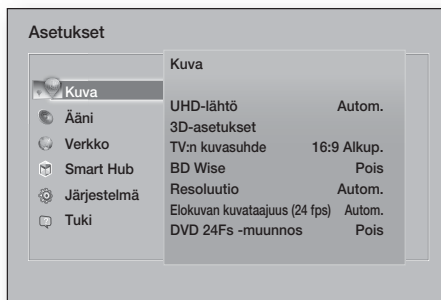 Asetukset
Kuva
Ääni
Verkko
Smart Hub
Järjestelmä
Tuki
Kuva
UHD-lähtö Autom.
3D-asetukset
TV:n kuvasuhde 16:9 Alkup.
BD Wise Pois
Resoluutio Autom.
Elokuvan kuvataajuus (24 fps) Autom.
DVD 24Fs -muunnos Pois